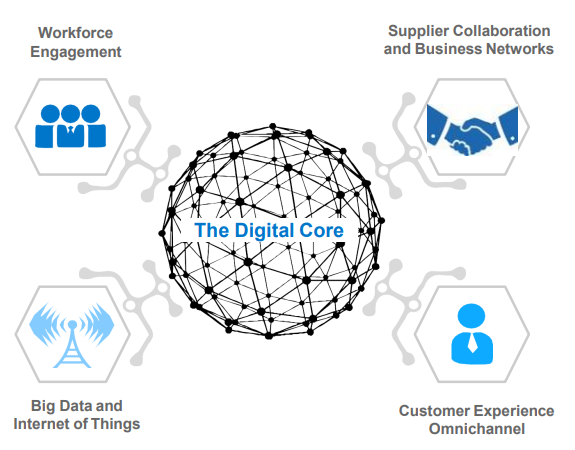 Workforce
Engagement
Supplier Collaboration
and Business Networks
The Digital Core
Big Data and
Internet of Things
Customer Experience
Omnichannel